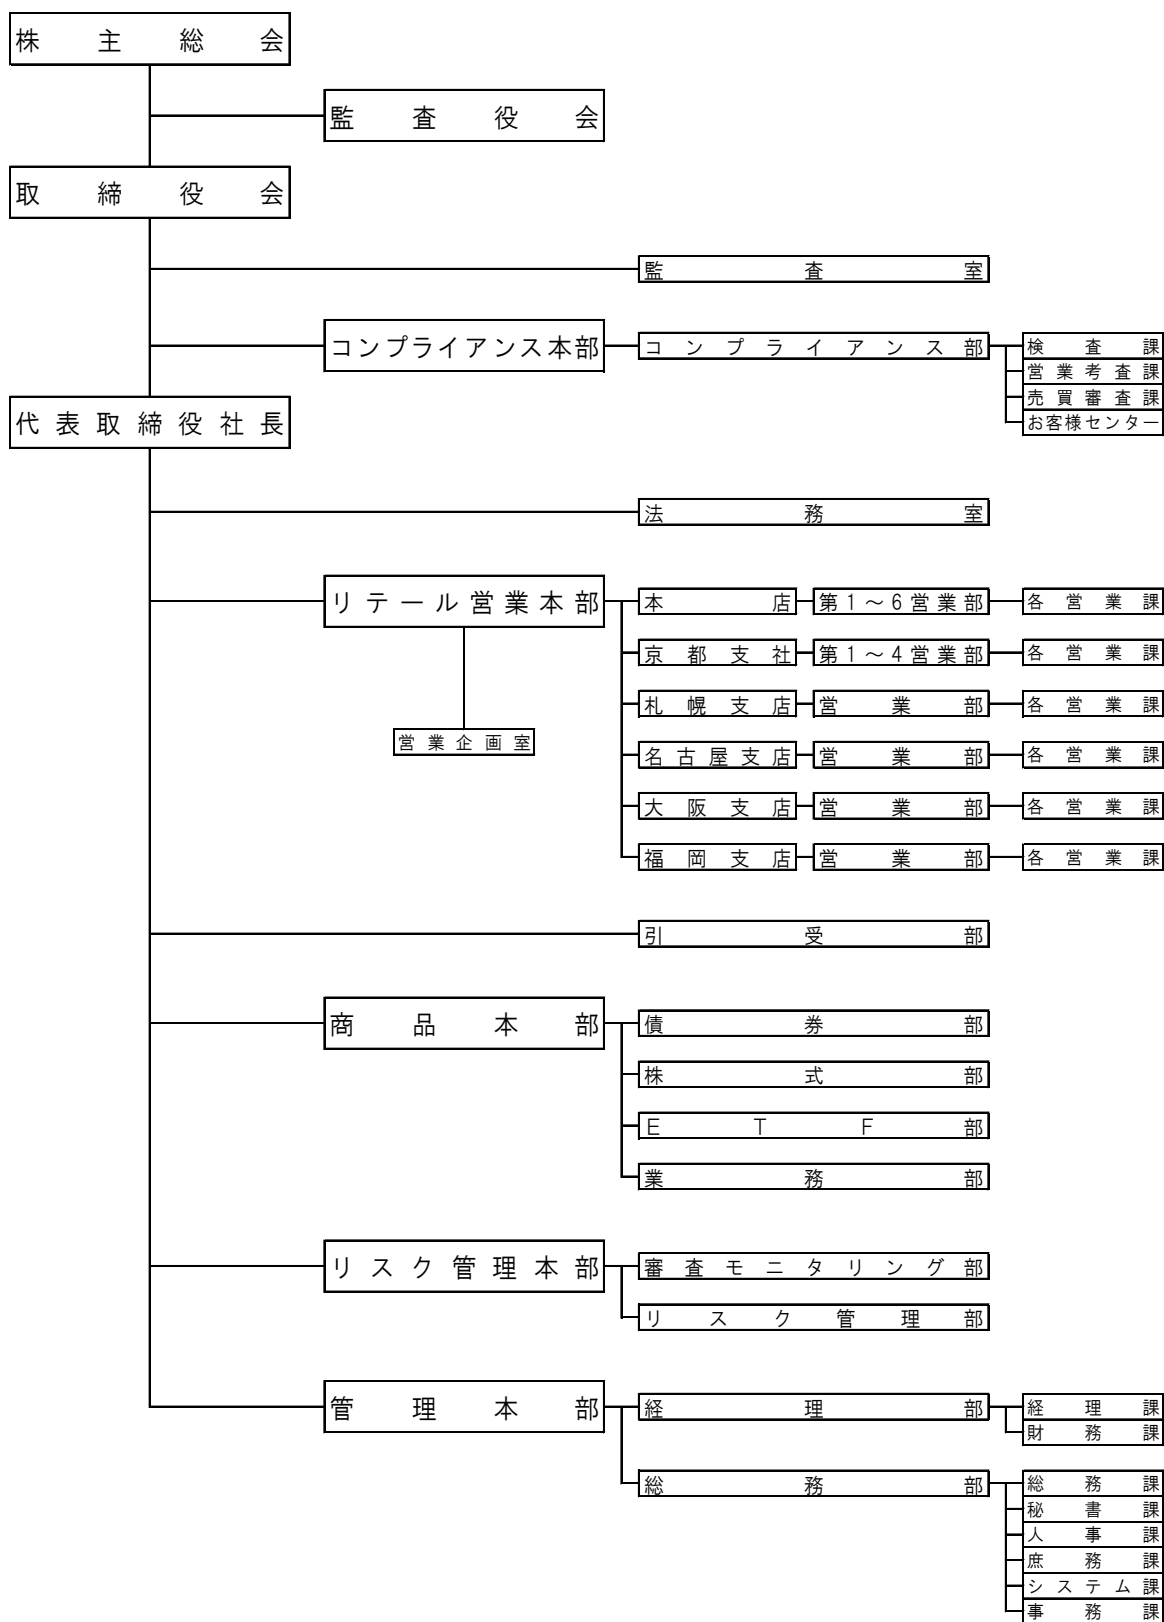 株主総会
監査役会
取締役会
監査室
コンプライアンス本部 コンプライアンス部 検査課
営業考査課
売買審査課
お客様センター
代表取締役社長
法務室
リテール営業本部 本店 第1～6営業部 各営業課
京都支社 第1～4営業部 各営業課
札幌支店 営業部 各営業課
営業企画室
名古屋支店 営業部 各営業課
大阪支店 営業部 各営業課
福岡支店 営業部 各営業課
引受部
商品本部 債券部
株式部
ETF部
業務部
リスク管理本部 審査モニタリング部
リスク管理部
管理本部 経理部 経理課
財務課
総務部 総務課
秘書課
人事課
庶務課
システム課
事務課